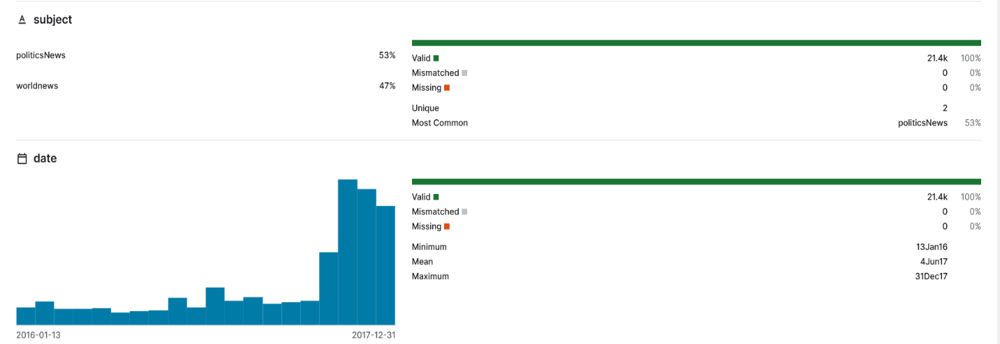 subject
politicsNews 53%
worldnews 47%
Valid 21.4k 100%
Mismatched 0 0%
Missing 0 0%
Unique 2
Most Common politicsNews 53%
date
2016-01-13 2017-12-31
Valid 21.4k 100%
Mismatched 0 0%
Missing 0 0%
Minimum 13Jan16
Mean 4Jun17
Maximum 31Dec17